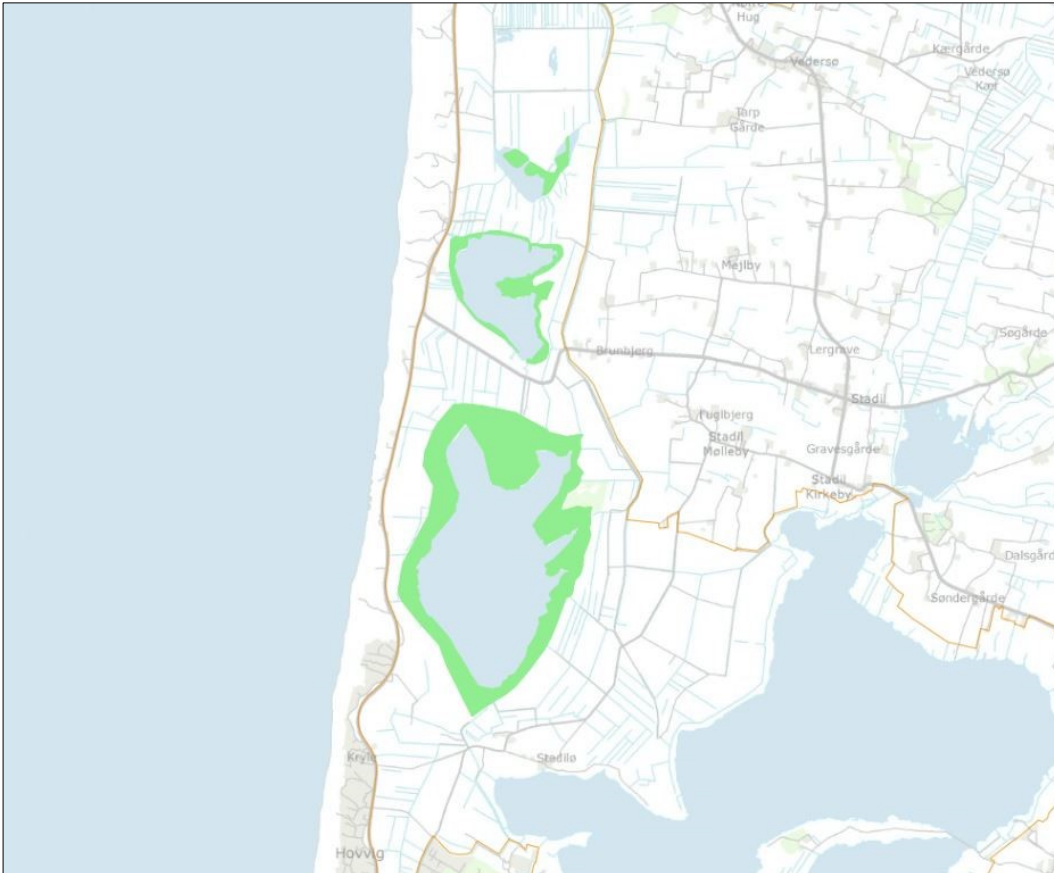 Hug
Kærgårde
Vedersø
Vedersø
Kær
Tarp
Gårde
Mejlby
Søgårde
Brunbjerg
Lergrave
Stadil
Fuglbjerg
Stadil
Mølleby
Gravesgårde
Stadil
Kirkeby
Dalsgård
Søndergårde
Kryle
Stadilø
Hovvig